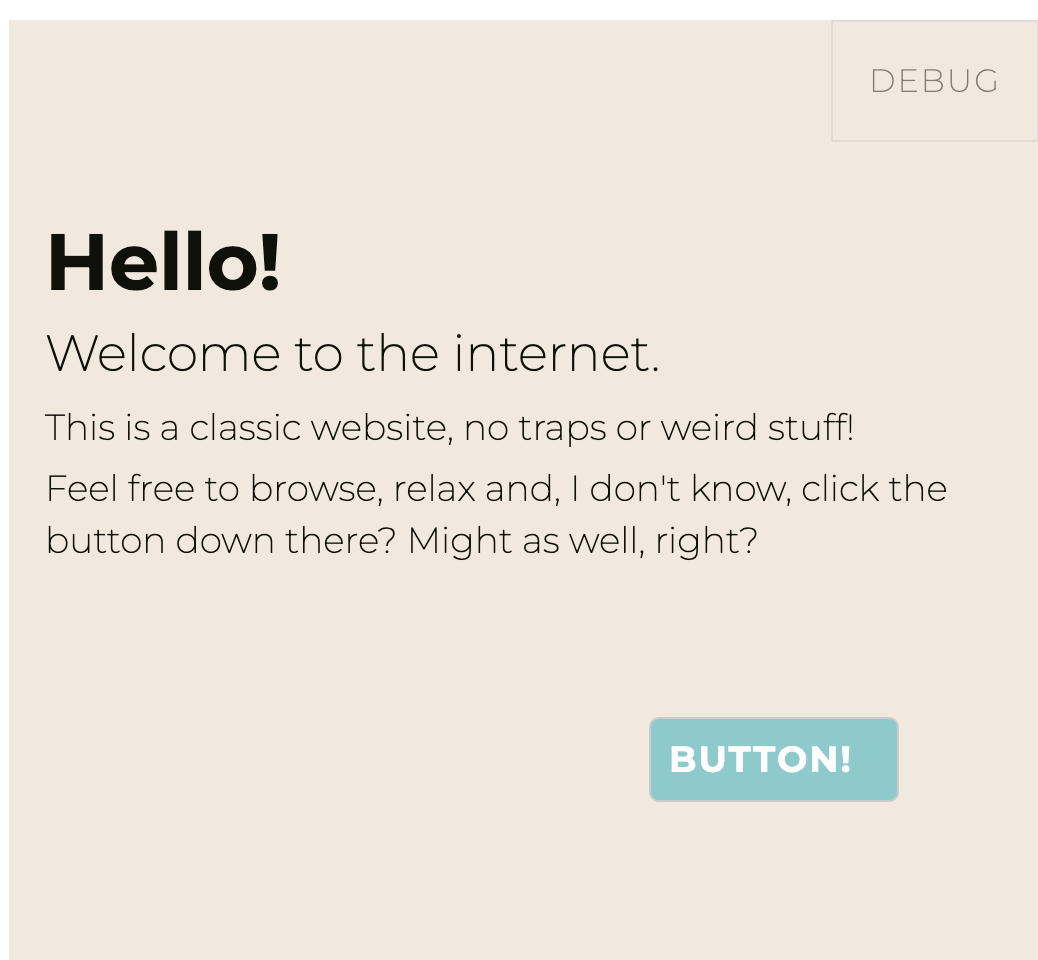 DEBUG
Hello!
Welcome to the internet.
This is a classic website, no traps or weird stuff!
Feel free to browse, relax and, I don't know, click the
button down there? Might as well, right?
BUTTON!